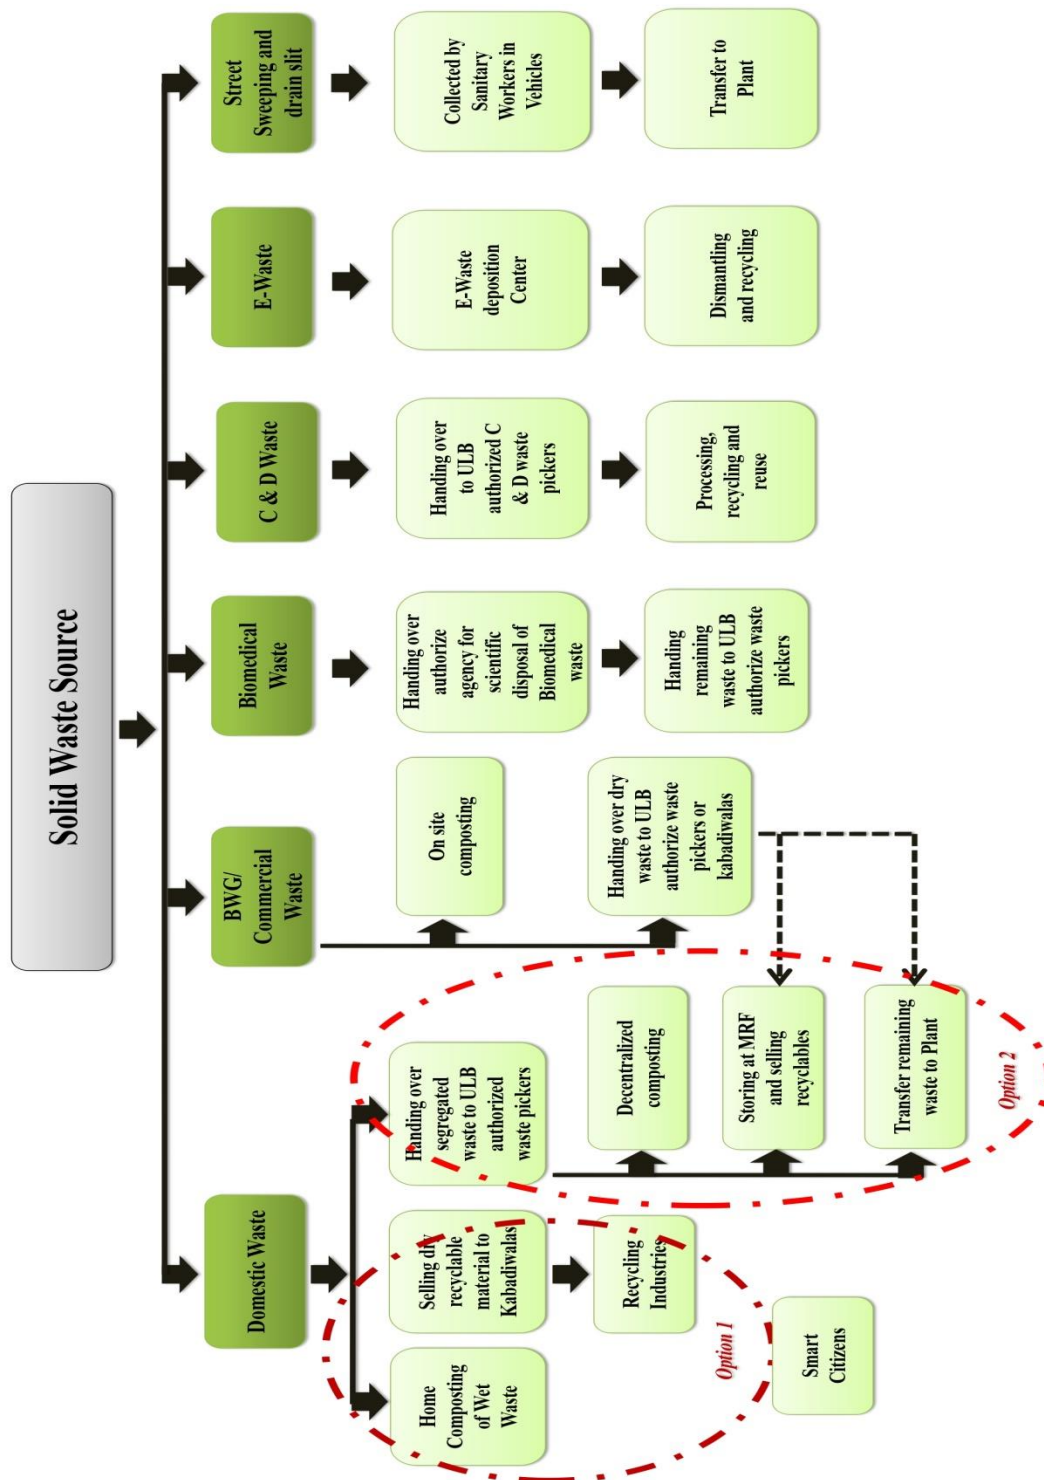 Solid Waste Source
Domestic Waste
BWG/
Commercial
Waste
Biomedical
Waste
C & D Waste
E-Waste
Street
Sweeping and
drain slit
Home
Composting
of Wet
Waste
Selling dry
recyclable
material to
Kabadiwalas
Handing over
segregated
waste to ULB
authorized
waste pickers
On site
composting
Handing over
authorize
agency for
scientific
disposal of
Biomedical
waste
Handing over
to ULB
authorized C
& D waste
pickers
E-Waste
deposition
Center
Collected by
Sanitary
Workers in
Vehicles
Recycling
Industries
Decentralized
composting
Handing over dry
waste to ULB
authorize waste
pickers or
kabadiwalas
Handing
remaining
waste to ULB
authorize waste
pickers
Processing,
recycling and
reuse
Dismantling
and recycling
Transfer to
Plant
Storing at MRF
and selling
recyclables
Option 1
Smart
Citizens
Transfer remaining
waste to Plant
Option 2